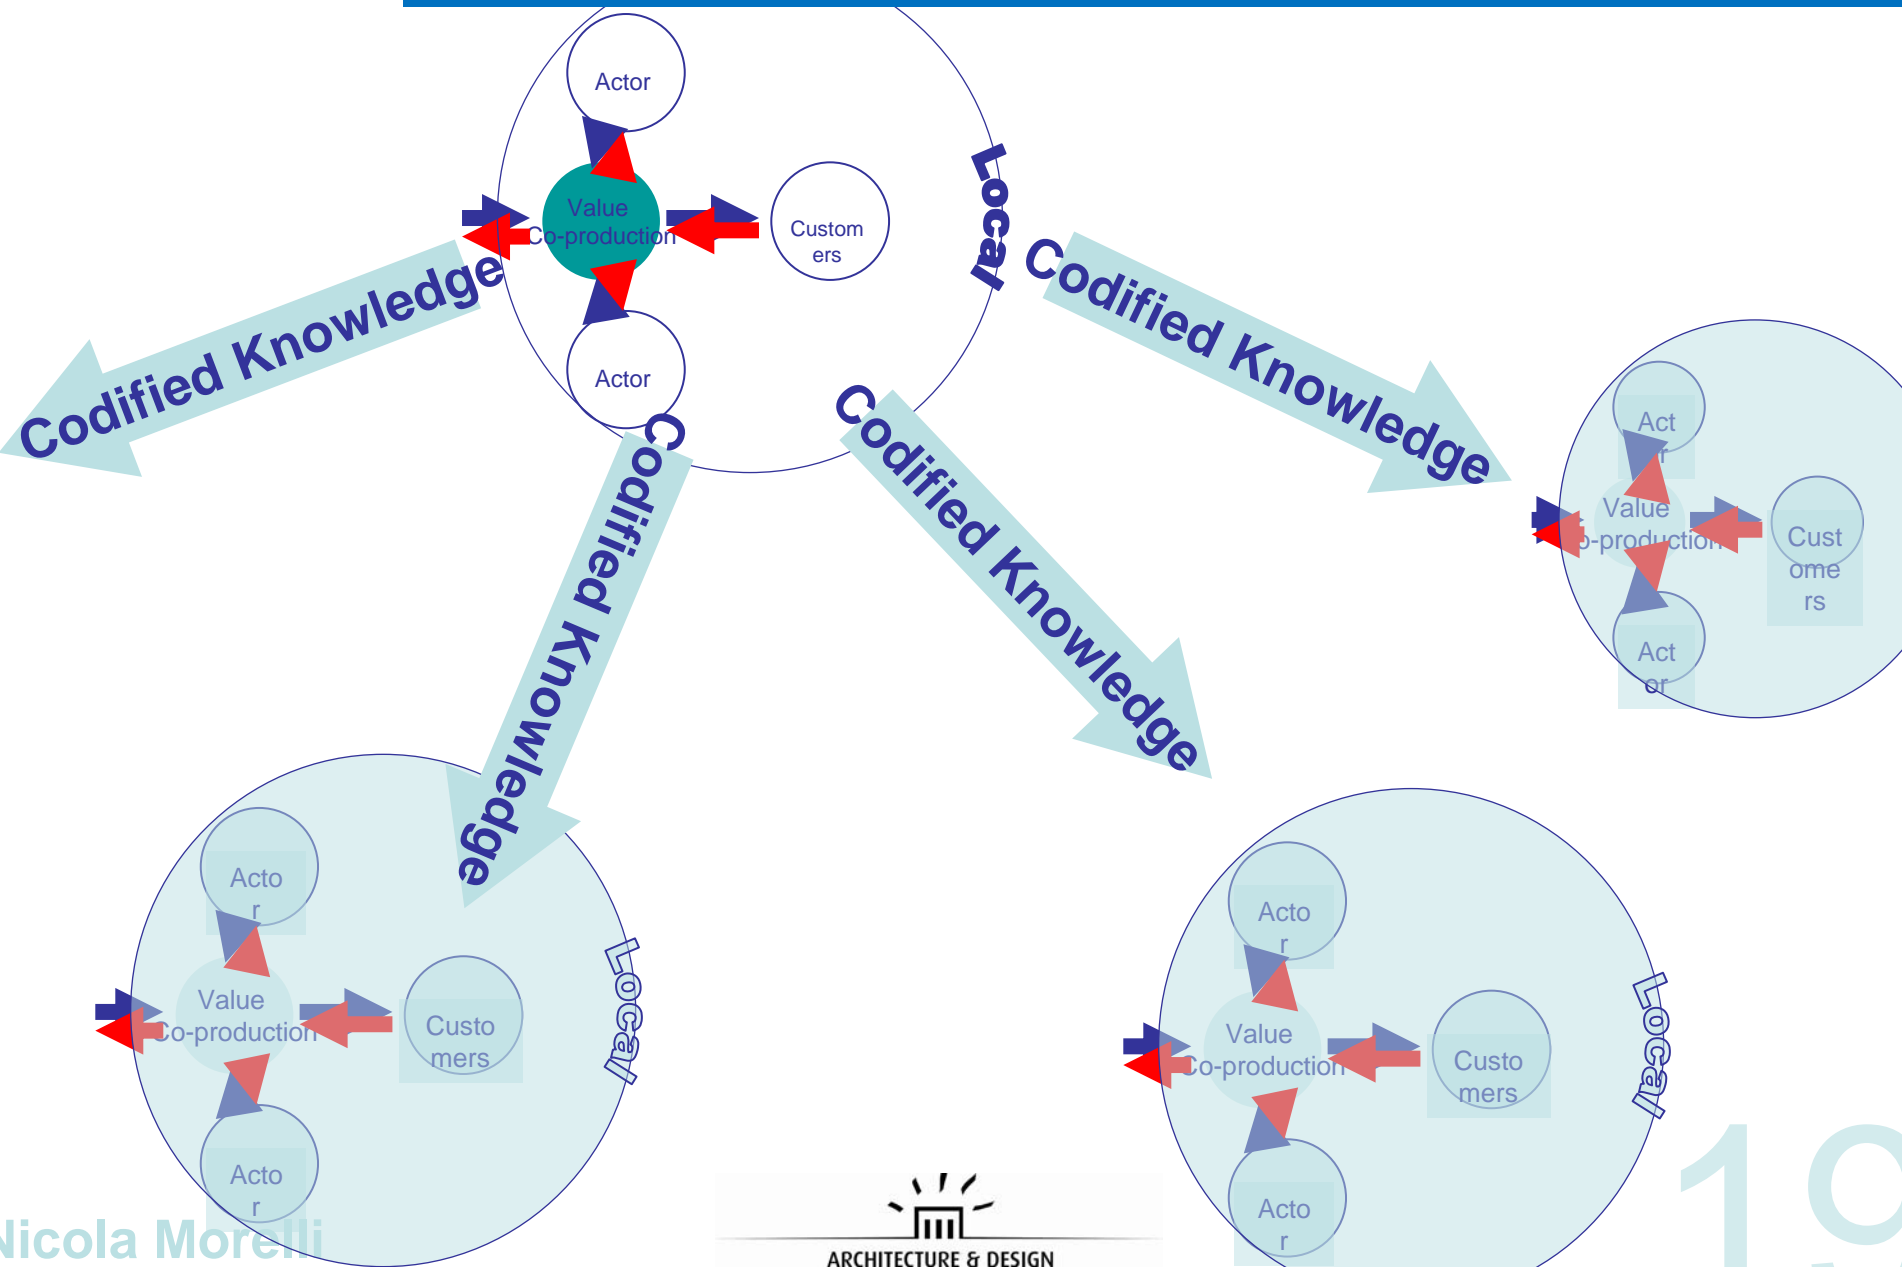 Actor
Value
Co-production
Custom
ers
Actor
Local
Codified Knowledge
Codified Knowledge
Codified Knowledge
Codified Knowledge
Act
Value
-production
Cust
ome
rs
Act
or
Acto
r
Value
Co-production
Custo
mers
Acto
r
Local
Acto
r
Value
Co-production
Custo
mers
Acto
r
Local
Nicola Morelli
ARCHITECTURE & DESIGN
19